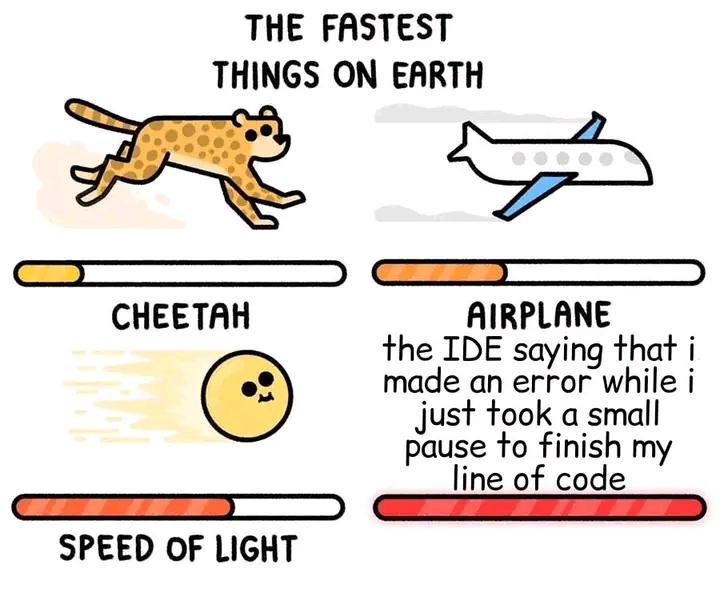 THE FASTEST
THINGS ON EARTH
CHEETAH
AIRPLANE
the IDE saying that i
made an error while i
just took a small
pause to finish my
line of code
SPEED OF LIGHT